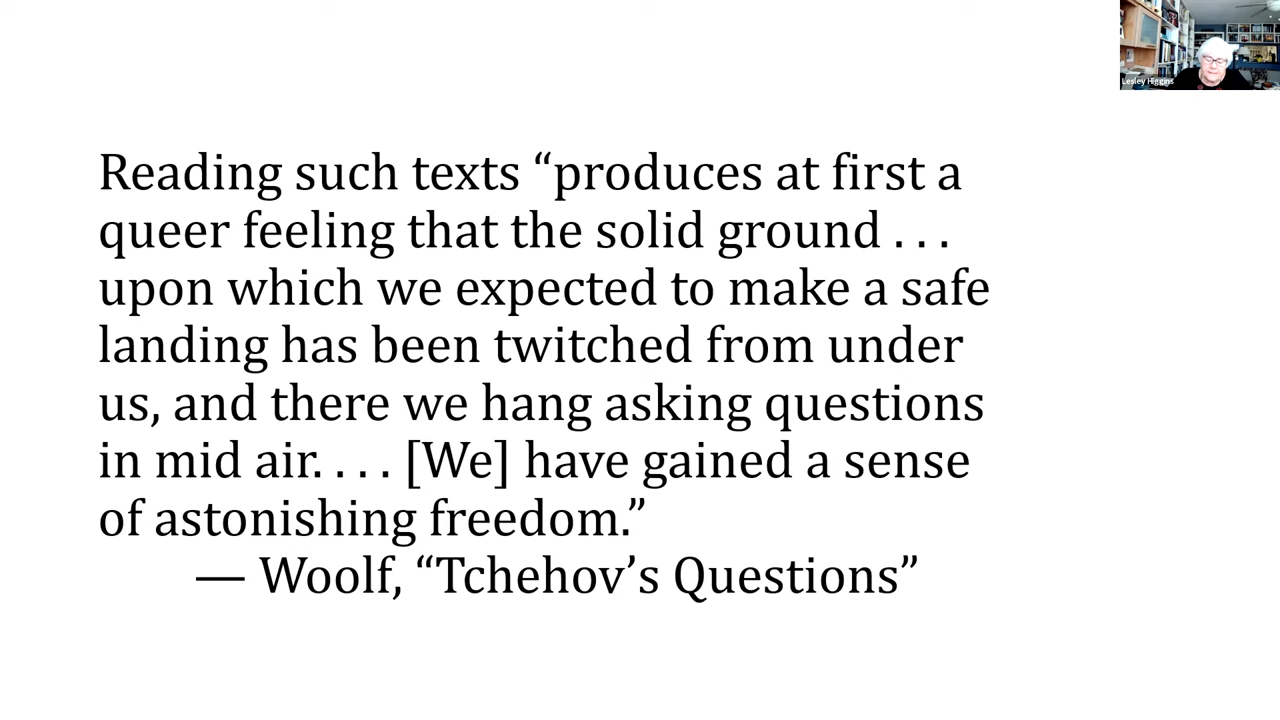 Lesley Higgins
Reading such texts “produces at first a
queer feeling that the solid ground . . .
upon which we expected to make a safe
landing has been twitched from under
us, and there we hang asking questions
in mid air. . . . [We] have gained a sense
of astonishing freedom.”
— Woolf, “Tchehov’s Questions”